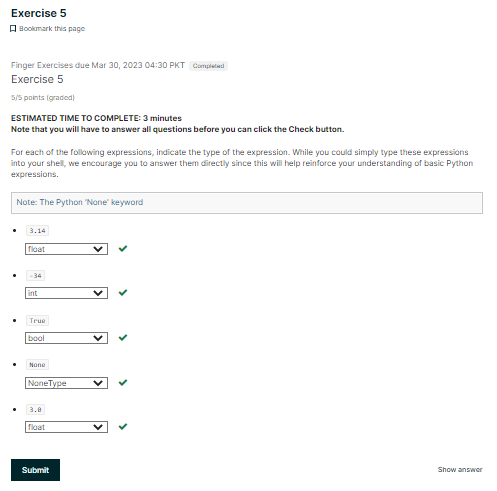 Exercise 5
Bookmark this page
Finger Exercises due Mar 30, 2023 04:30 PKT Completed
Exercise 5
5/5 points (graded)
ESTIMATED TIME TO COMPLETE: 3 minutes
Note that you will have to answer all questions before you can click the Check button.
For each of the following expressions, indicate the type of the expression. While you could simply type these expressions
into your shell, we encourage you to answer them directly since this will help reinforce your understanding of basic Python
expressions.
Note: The Python 'None' keyword
3.14
float
-34
int
True
bool
None
NoneType
3.0
float
Submit Show answer